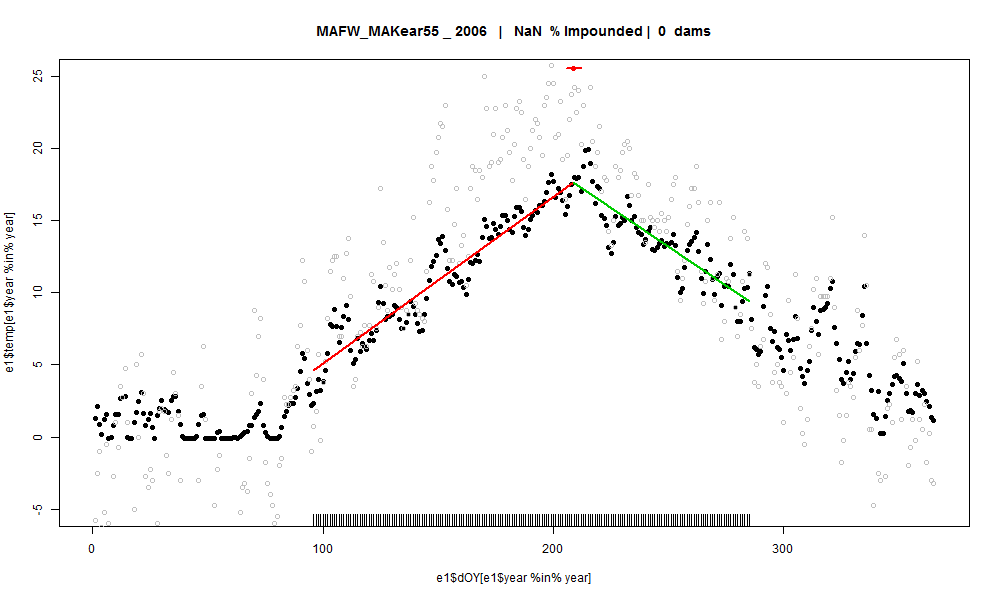 MAFW_MAKear55 _ 2006 | NaN % Impounded | 0 dams
e1$temp[e1$year %in% year]
25
20
15
10
5
0
-5
0 100 200 300
e1$dOY[e1$year %in% year]